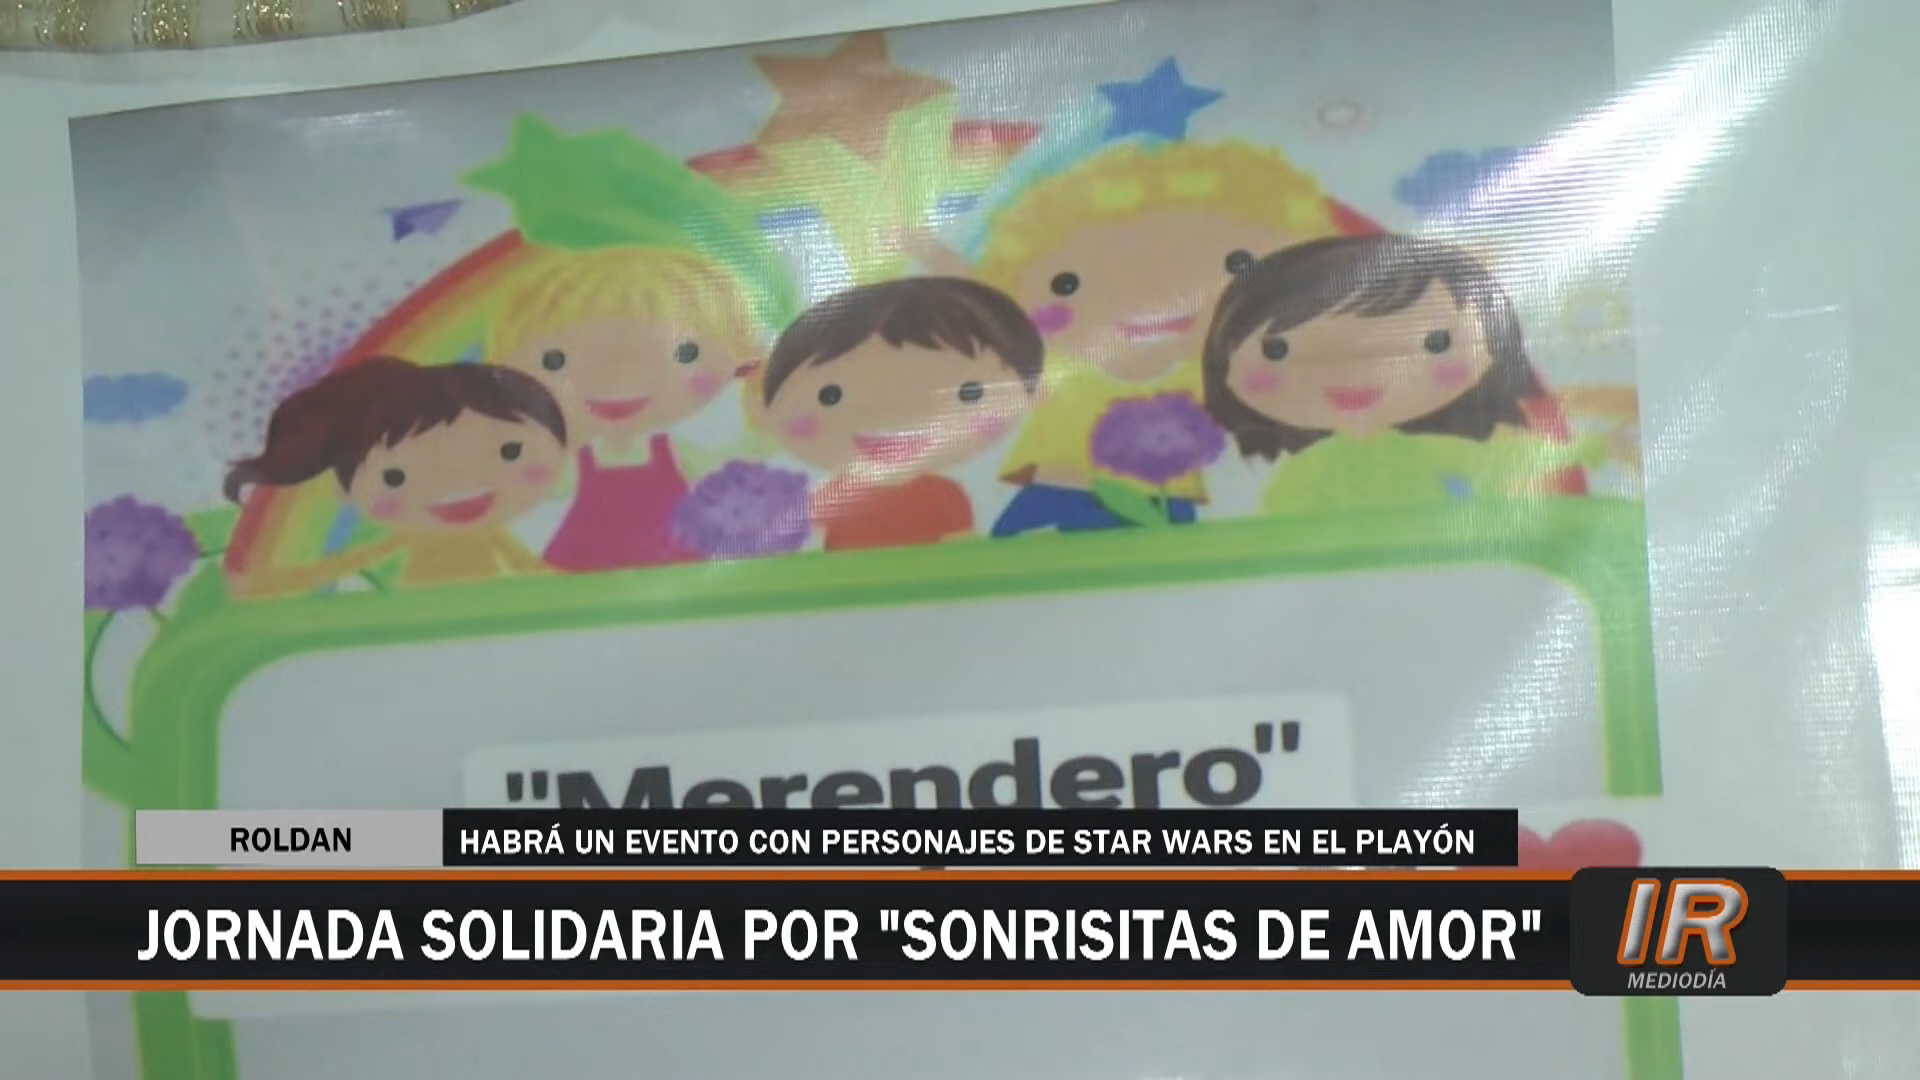 "Merendero"
ROLDAN
HABRÁ UN EVENTO CON PERSONAJES DE STAR WARS EN EL PLAYÓN
JORNADA SOLIDARIA POR "SONRISITAS DE AMOR"
IR
MEDIODÍA